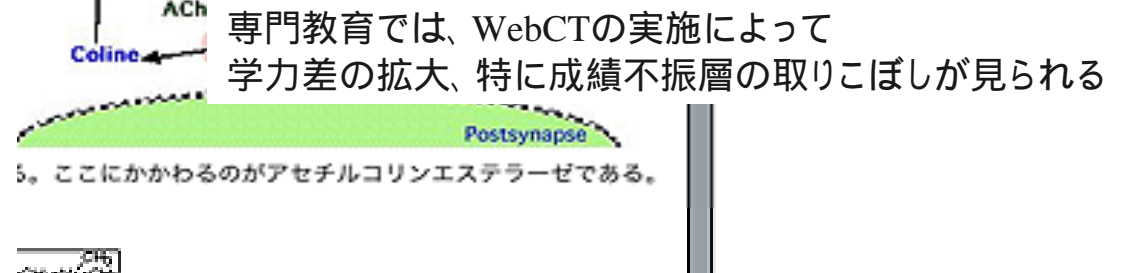 ACh
専門教育では、WebCTの実施によって
Coline
学力差の拡大、特に成績不振層の取りこぼしが見られる
Postsynapse
る。ここにかかわるのがアセチルコリンエステラーゼである。